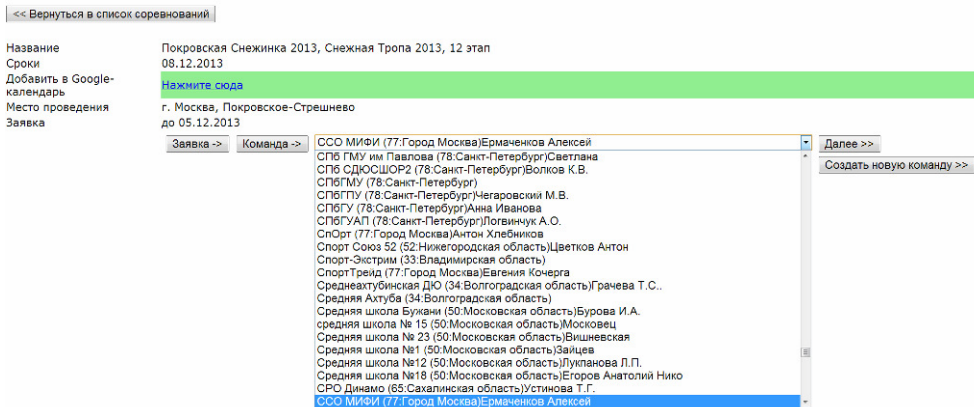 << Вернуться в список соревнований
Название Покровская Снежинка 2013, Снежная Тропа 2013, 12 этап
Сроки 08.12.2013
Добавить в Google-
календарь Нажмите сюда
Место проведения г. Москва, Покровское-Стрешнево
Заявка до 05.12.2013
Заявка -> Команда -> ССО МИФИ (77:Город Москва)Ермаченков Алексей Далее >>
СПб ГМУ им Павлова (78:Санкт-Петербург)Светлана
Создать новую команду >>
СПб СДЮСШОР2 (78:Санкт-Петербург)Волков К.В.
СПбГМУ (78:Санкт-Петербург)
СПбГПУ (78:Санкт-Петербург)Чегаровский М.В.
СПбГУ (78:Санкт-Петербург)Анна Иванова
СПбГУАП (78:Санкт-Петербург)Логвинчук А.О.
СпОрт (77:Город Москва)Антон Хлебников
Спорт Союз 52 (52:Нижегородская область)Цветков Антон
Спорт-Экстрим (33:Владимирская область)
СпортТрейд (77:Город Москва)Евгения Кочерга
Среднеахтубинская ДЮ (34:Волгоградская область)Грачева Т.С..
Средняя Ахтуба (34:Волгоградская область)
Средняя школа Бужани (50:Московская область)Бурова И.А.
средняя школа № 15 (50:Московская область)Московец
Средняя школа № 23 (50:Московская область)Вишневская
Средняя школа №1 (50:Московская область)Зайцев
Средняя школа №12 (50:Московская область)Лукпанова Л.П.
Средняя школа №18 (50:Московская область)Егоров Анатолий Нико
СРО Динамо (65:Сахалинская область)Устинова Т.Г.
ССО МИФИ (77:Город Москва)Ермаченков Алексей